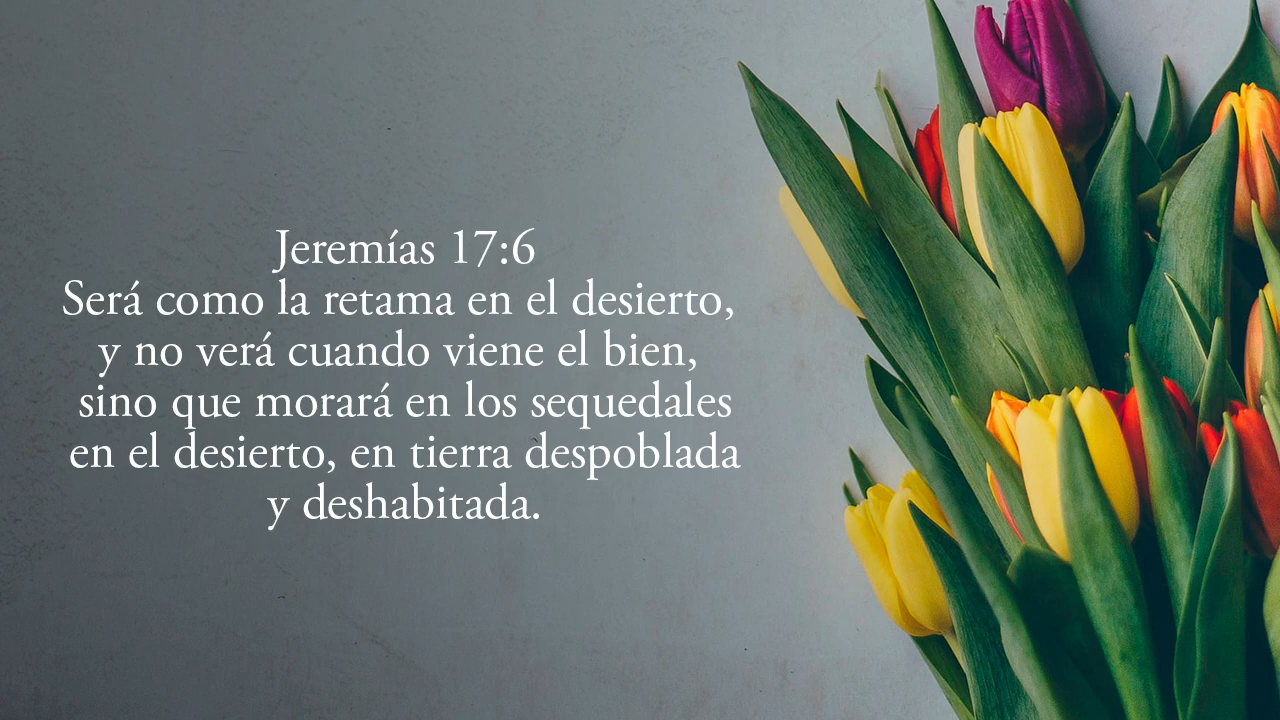 Jeremías 17:6
Será como la retama en el desierto,
y no verá cuando viene el bien,
sino que morará en los sequedales
en el desierto, en tierra despoblada
y deshabitada.